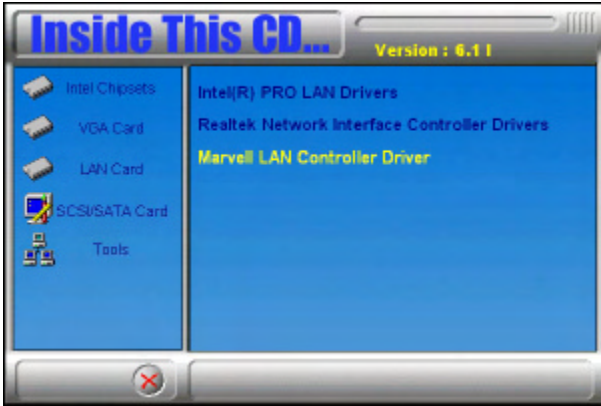 Inside This CD...
Version : 6.1 I
Intel Chipsets
VGA Card
LAN Card
SCSI/SATA Card
Tools
Intel(R) PRO LAN Drivers
Realtek Network Interface Controller Drivers
Marvell LAN Controller Driver